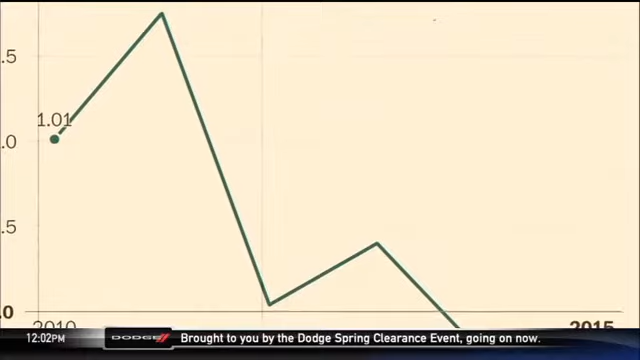 .5
1.01
.0
.5
.0
2010
2015
12:02PM
DODGE
Brought to you by the Dodge Spring Clearance Event, going on now.